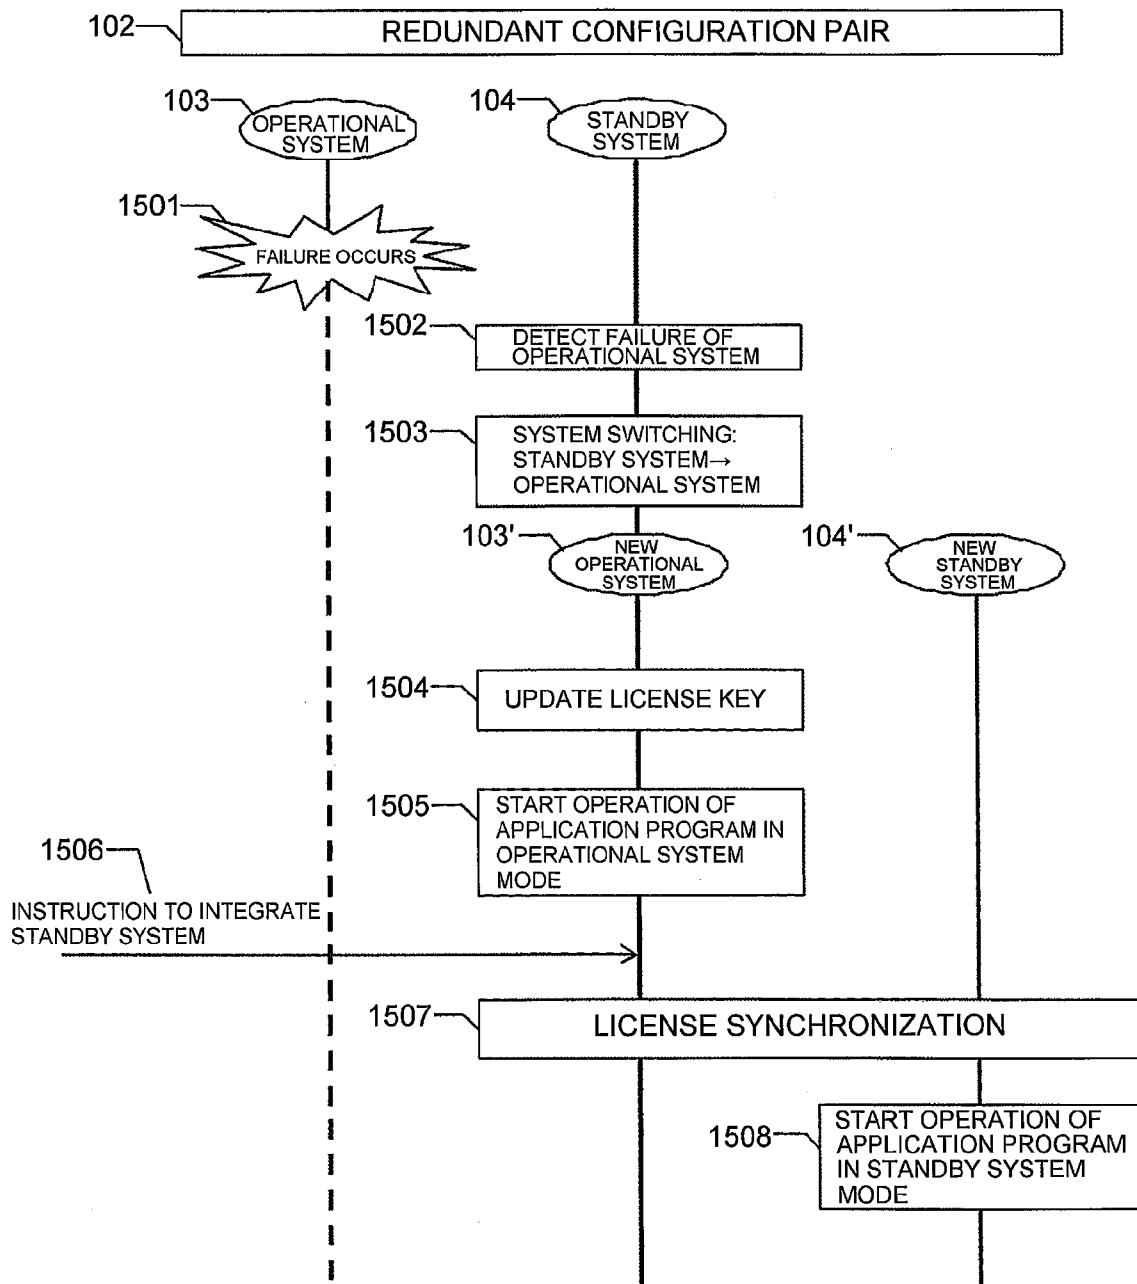 102
REDUNDANT CONFIGURATION PAIR
103
OPERATIONAL
SYSTEM
104
STANDBY
SYSTEM
1501
FAILURE OCCURS
1502
DETECT FAILURE OF
OPERATIONAL SYSTEM
1503
SYSTEM SWITCHING:
STANDBY SYSTEM→
OPERATIONAL SYSTEM
103'
NEW
OPERATIONAL
SYSTEM
104'
NEW
STANDBY
SYSTEM
1504
UPDATE LICENSE KEY
1505
START OPERATION OF
APPLICATION PROGRAM IN
OPERATIONAL SYSTEM
MODE
1506
INSTRUCTION TO INTEGRATE
STANDBY SYSTEM
1507
LICENSE SYNCHRONIZATION
1508
START OPERATION OF
APPLICATION PROGRAM
IN STANDBY SYSTEM
MODE